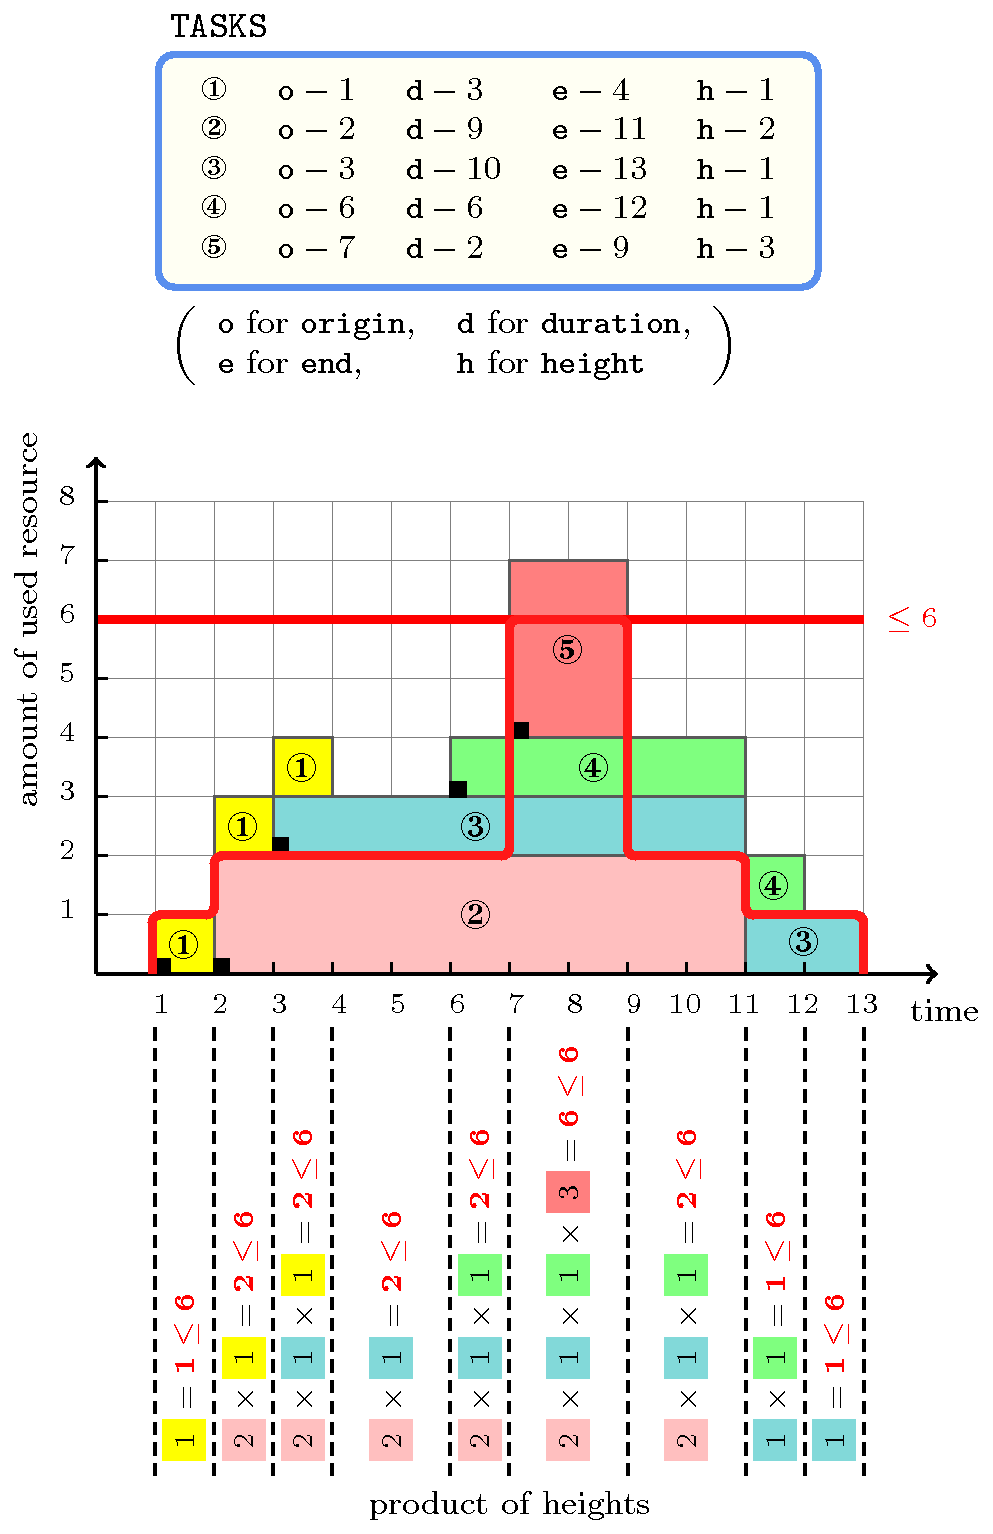 TASKS
① o – 1 d – 3 e – 4 h – 1
② o – 2 d – 9 e – 11 h – 2
③ o – 3 d – 10 e – 13 h – 1
④ o – 6 d – 6 e – 12 h – 1
⑤ o – 7 d – 2 e – 9 h – 3
( o for origin, d for duration,
e for end, h for height )
amount of used resource
8
7
6
5
4
3
2
1
≤ 6
⑤
① ④
① ③
② ④
① ③
1 2 3 4 5 6 7 8 9 10 11 12 13
time
1 = 1 ≤ 6
2 × 1 = 2 ≤ 6
2 × 1 × 1 = 2 ≤ 6
2 × 1 = 2 ≤ 6
2 × 1 × 1 = 2 ≤ 6
2 × 1 × 1 × 3 = 6 ≤ 6
2 × 1 × 1 = 2 ≤ 6
1 × 1 = 1 ≤ 6
1 = 1 ≤ 6
product of heights